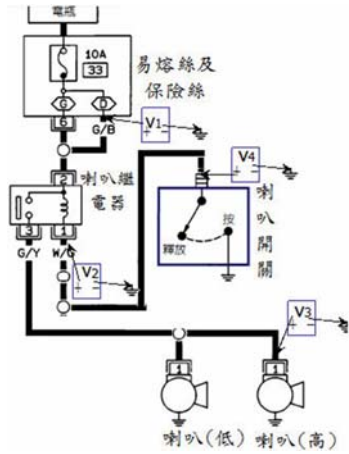 電瓶
10A
33
易熔絲及
保險絲
G
D
6
G/B
V1
V4
2
喇叭繼
電器
喇叭開關
按
釋放
3
1
G/Y
W/G
V2
V3
1
1
喇叭(低)
喇叭(高)